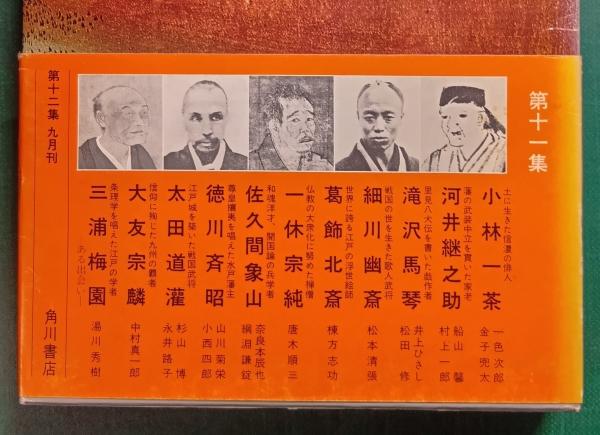 第十一集
土に生きた信濃の俳人
小林一茶
一色次郎
金子兜太
藩の武装中立を貫いた家老
河井継之助
船山馨
村上一郎
里見八犬伝を書いた戯作者
滝沢馬琴
井上ひさし
松田修
戦国の世を生きた歌人武将
細川幽斎
松本清張
世界に誇る江戸の浮世絵師
葛飾北斎
棟方志功
仏教の大衆化に努めた禅僧
一休宗純
唐木順三
和魂洋才、開国論の兵学者
佐久間象山
奈良本辰也
綱淵謙錠
尊皇攘夷を唱えた水戸藩主
徳川斉昭
山川菊栄
小西四郎
江戸城を築いた戦国武将
太田道灌
杉山博
永井路子
信仰に殉じた九州の覇者
大友宗麟
中村真一郎
条理学を唱えた江戸の学者
三浦梅園
ある出会い
湯川秀樹
第十二集 九月刊
角川書店